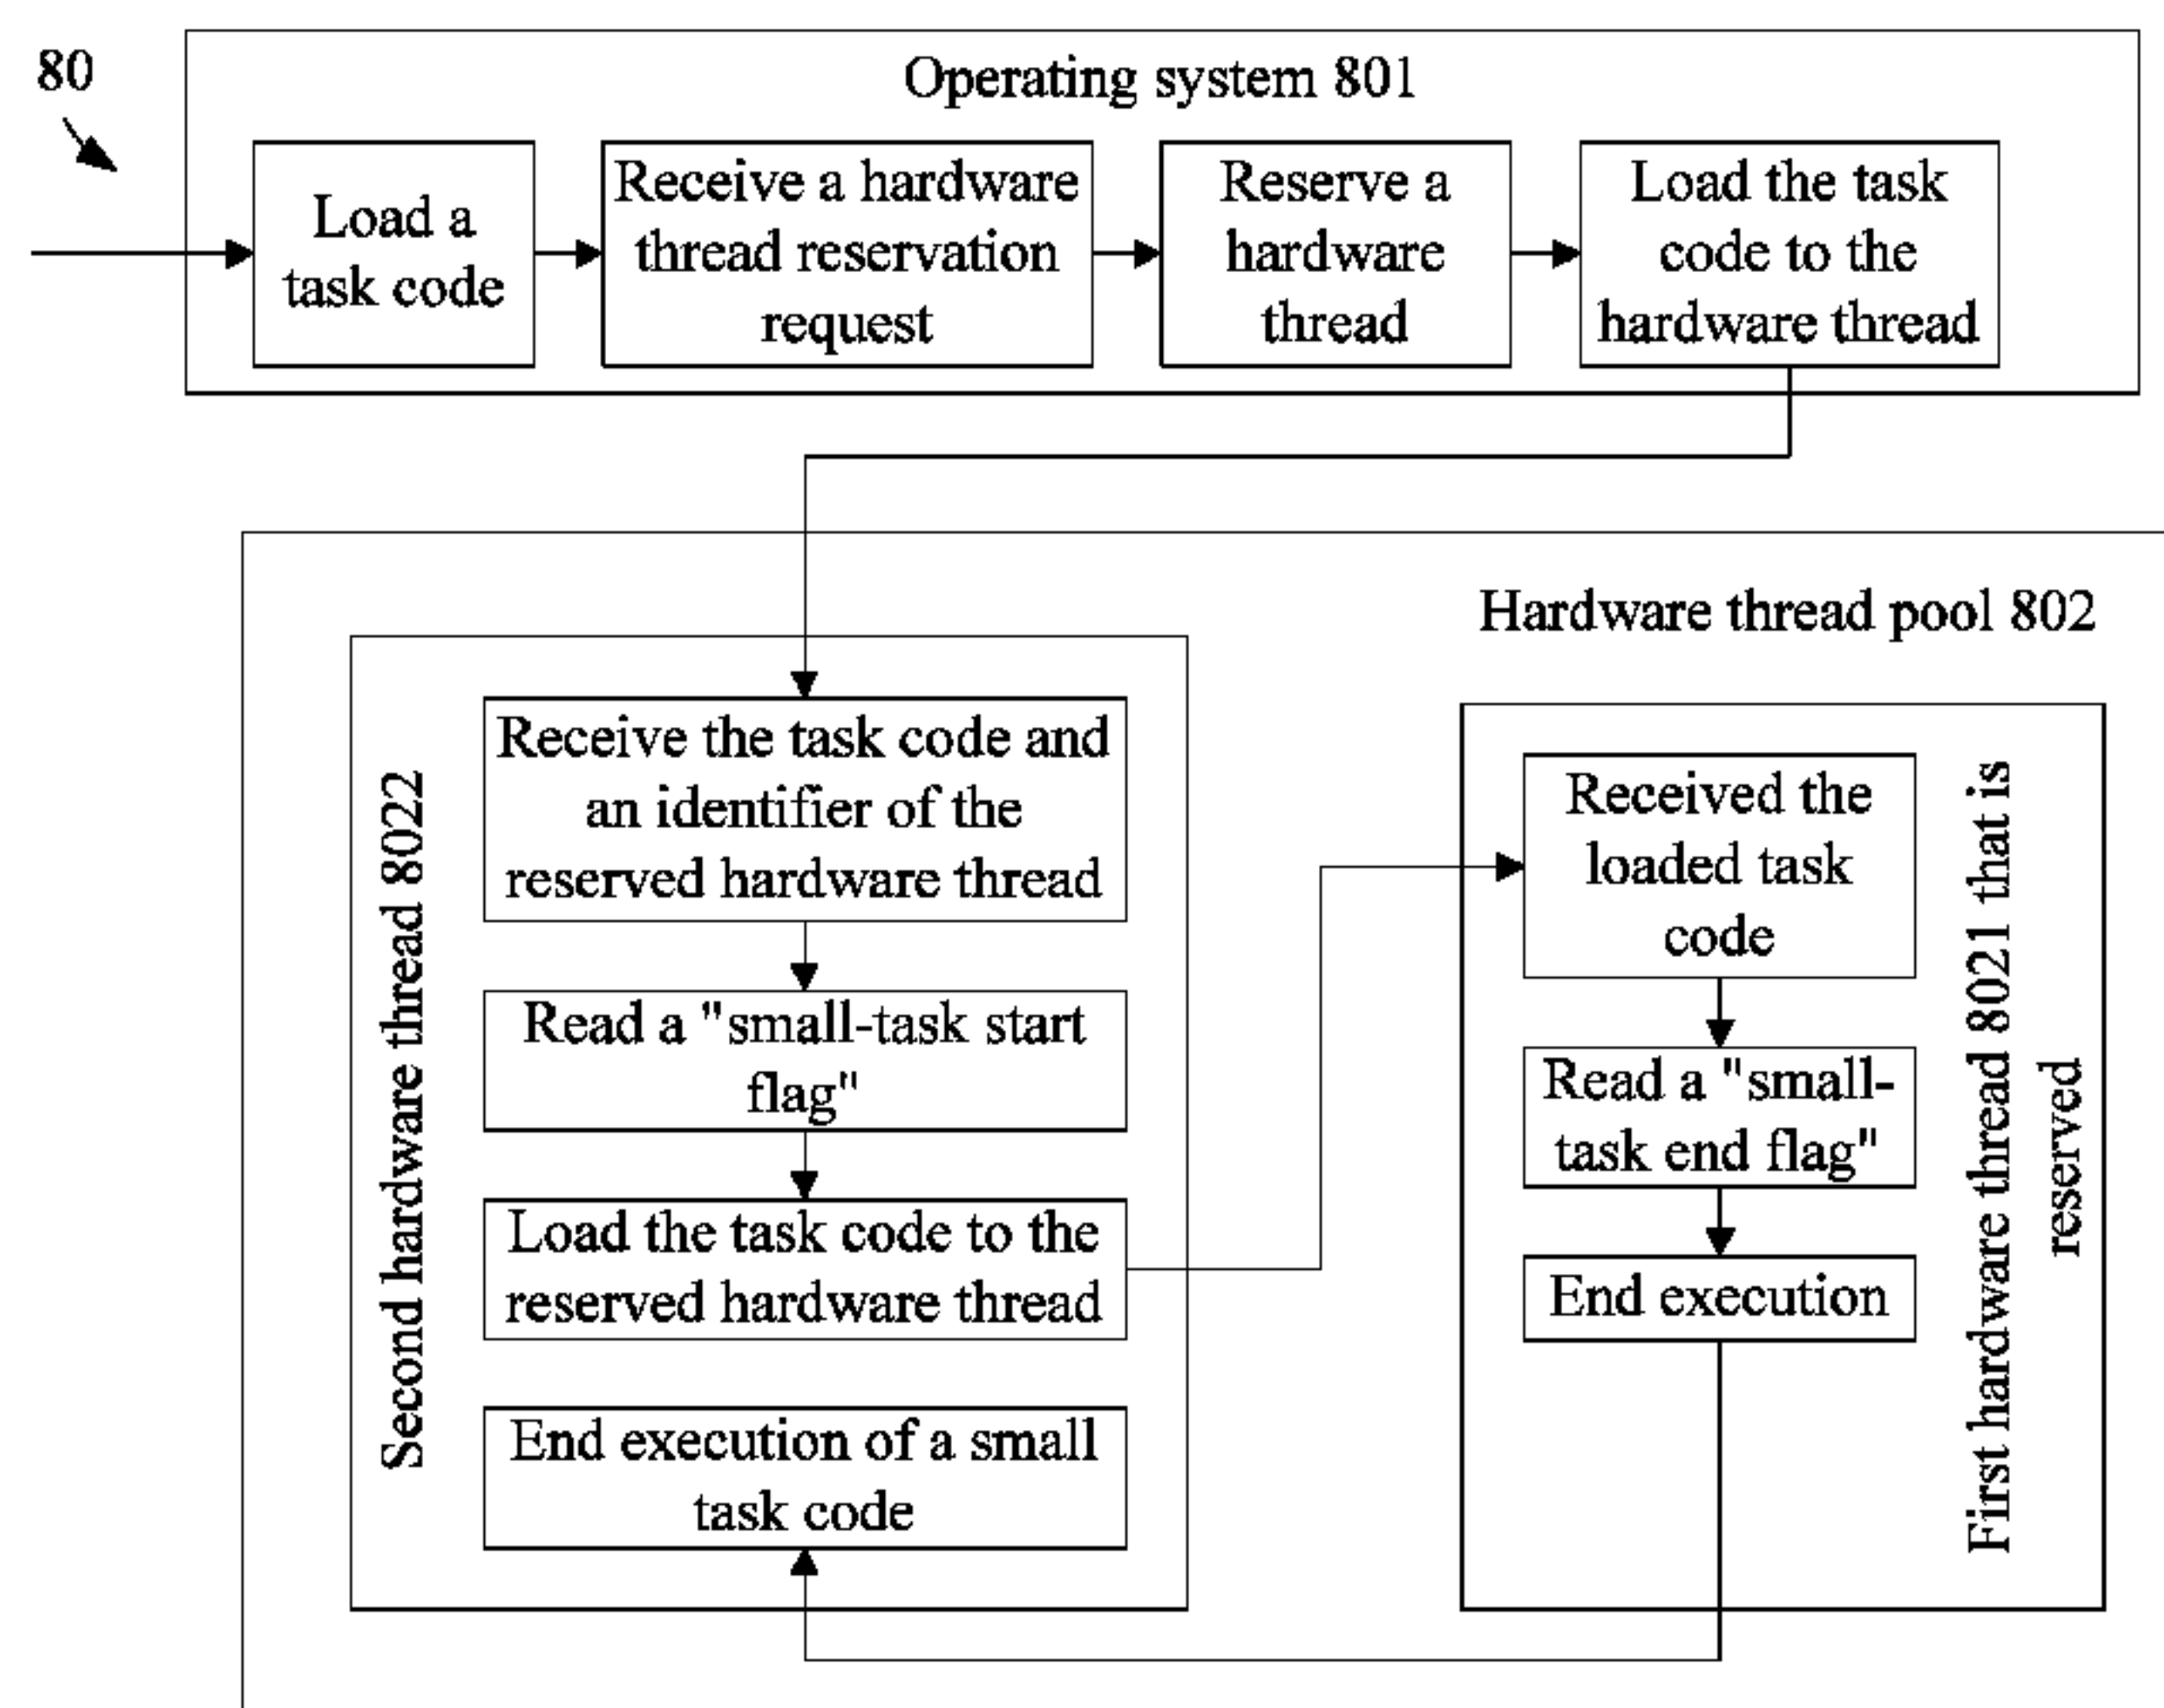 80
Operating system 801
Load a
task code
Receive a hardware
thread reservation
request
Reserve a
hardware
thread
Load the task
code to the
hardware thread
Hardware thread pool 802
Second hardware thread 8022
Receive the task code and
an identifier of the
reserved hardware thread
Read a "small-task start
flag"
Load the task code to the
reserved hardware thread
End execution of a small
task code
Received the
loaded task
code
Read a "small-
task end flag"
End execution
First hardware thread 8021 that is
reserved